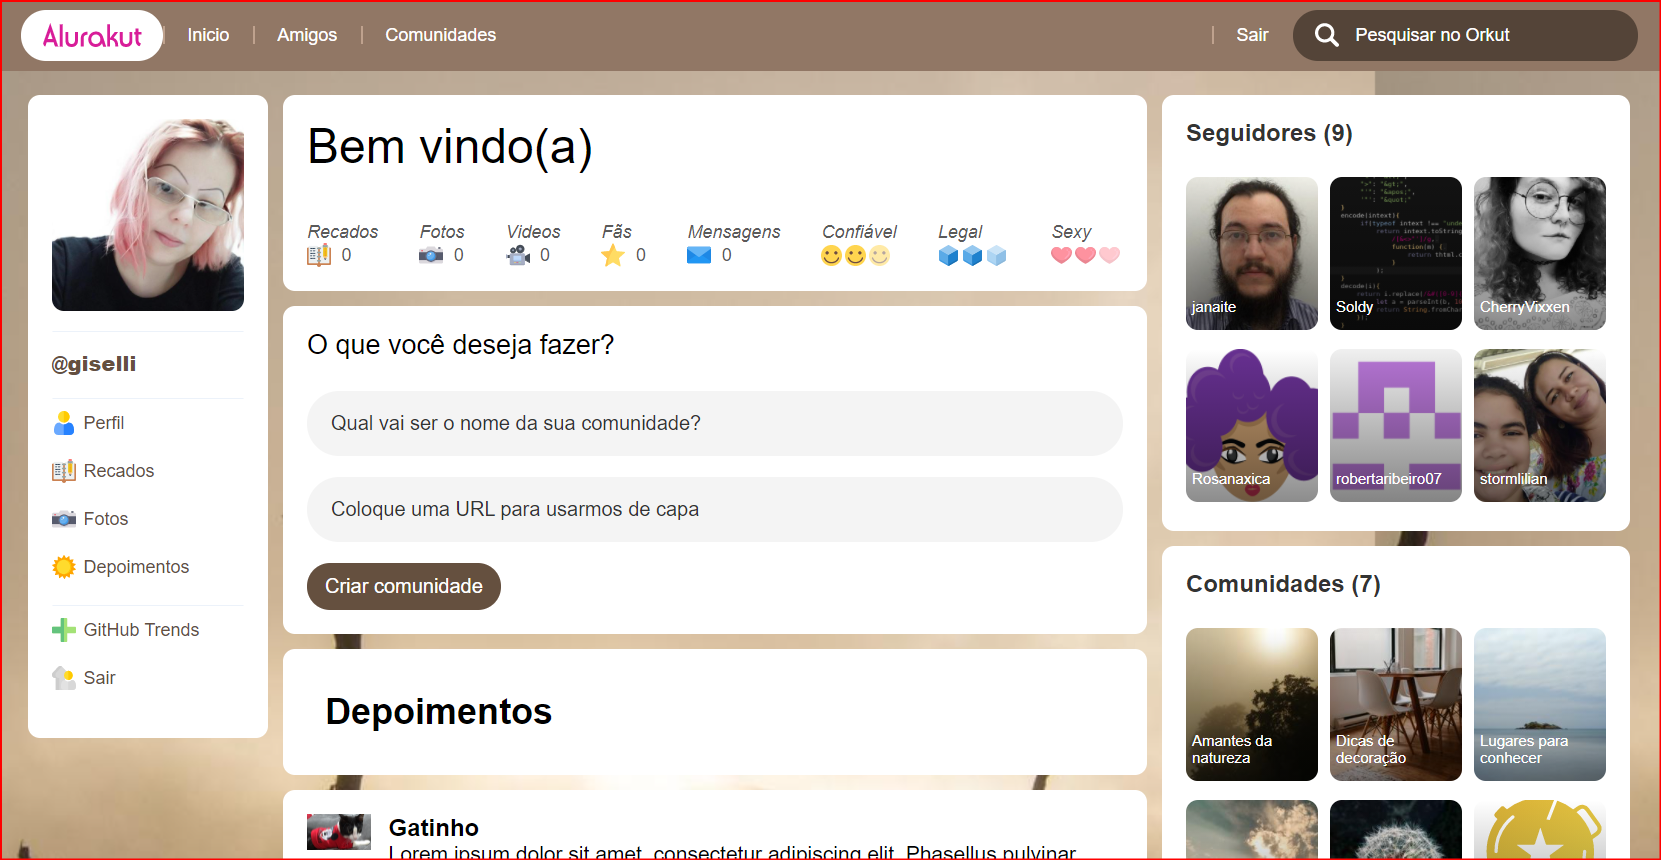 Alurakut
Inicio
Amigos
Comunidades
Sair
Pesquisar no Orkut
@giselli
Perfil
Recados
Fotos
Depoimentos
GitHub Trends
Sair
Bem vindo(a)
Recados
0
Fotos
0
Videos
0
Fãs
0
Mensagens
0
Confiável
Legal
Sexy
O que você deseja fazer?
Qual vai ser o nome da sua comunidade?
Coloque uma URL para usarmos de capa
Criar comunidade
Depoimentos
Gatinho
Lorem ipsum dolor sit amet, consectetur adipiscing elit. Phasellus pulvinar
Seguidores (9)
janaite
Soldy
CherryVixxen
Rosanaxica
robertaribeiro07
stormlilian
Comunidades (7)
Amantes da
natureza
Dicas de
decoração
Lugares para
conhecer